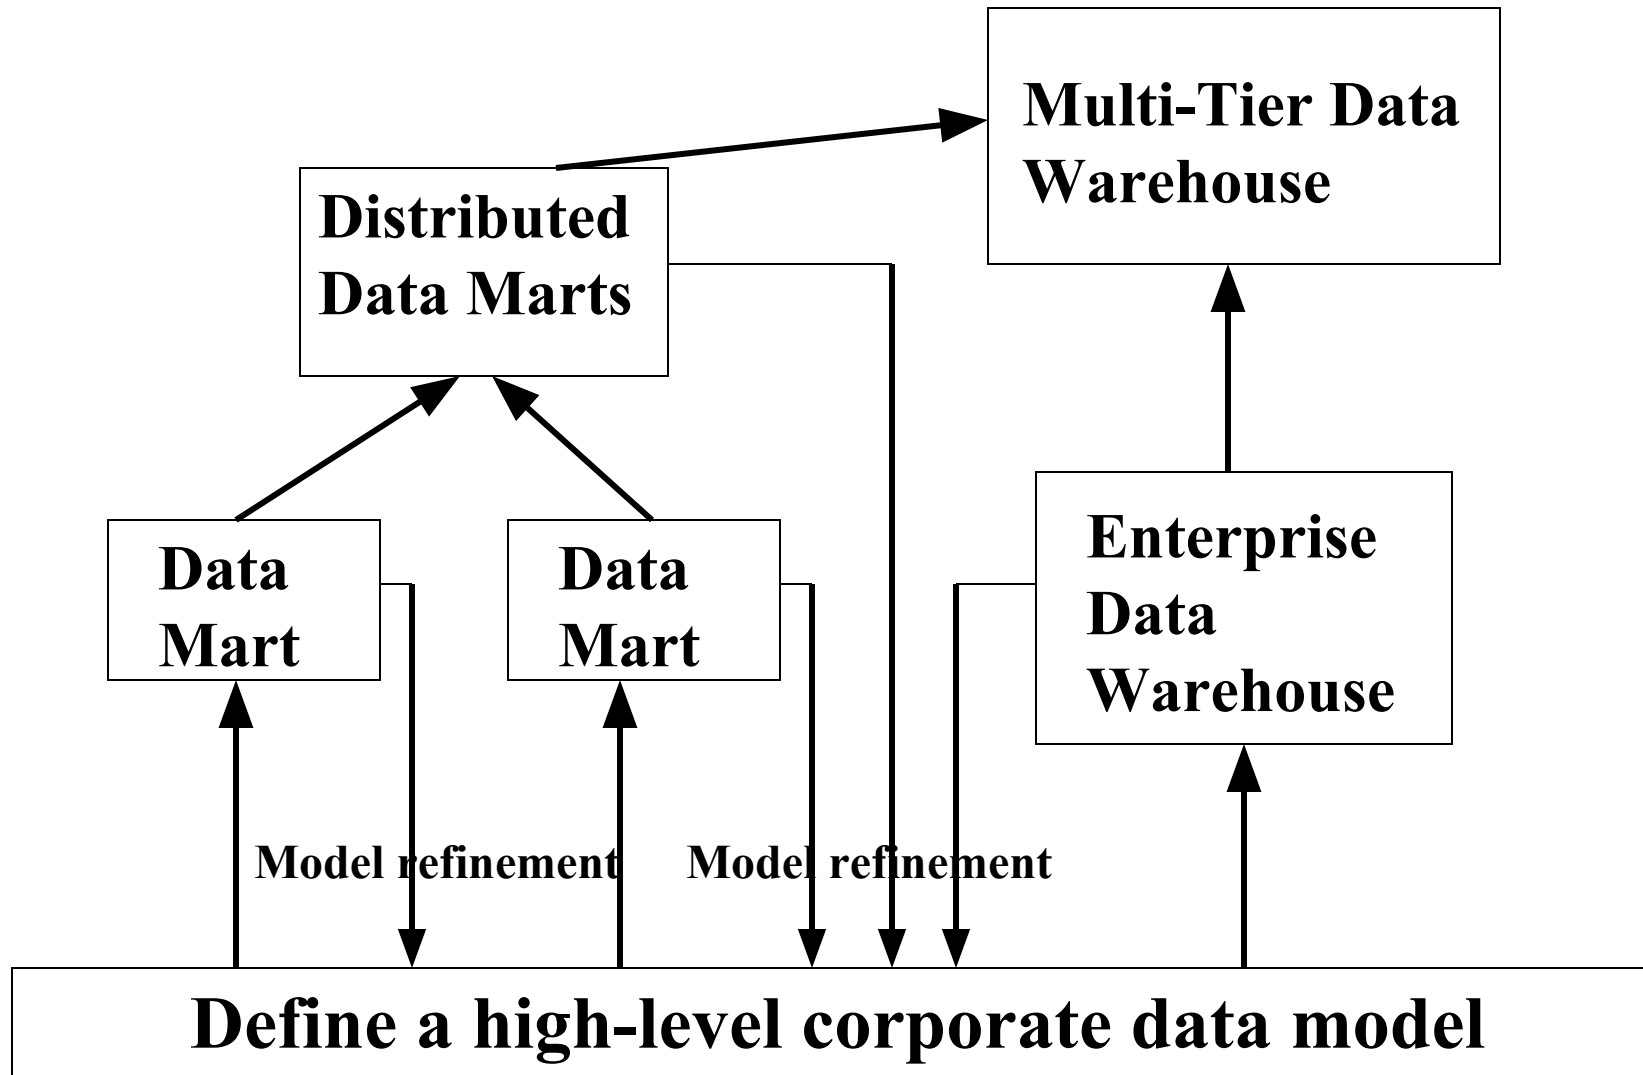 Multi-Tier Data
Warehouse
Distributed
Data Marts
Data
Mart
Data
Mart
Enterprise
Data
Warehouse
Model refinement
Model refinement
Define a high-level corporate data model